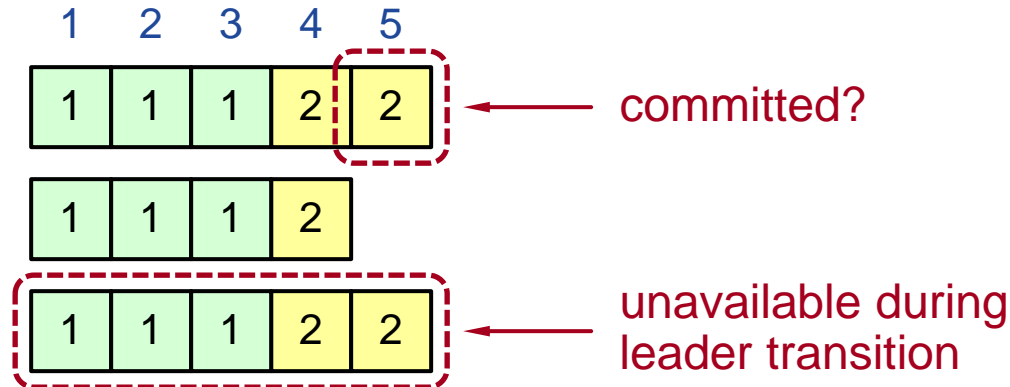 1 2 3 4 5
1 1 1 2 2 committed?
1 1 1 2
1 1 1 2 2 unavailable during
leader transition